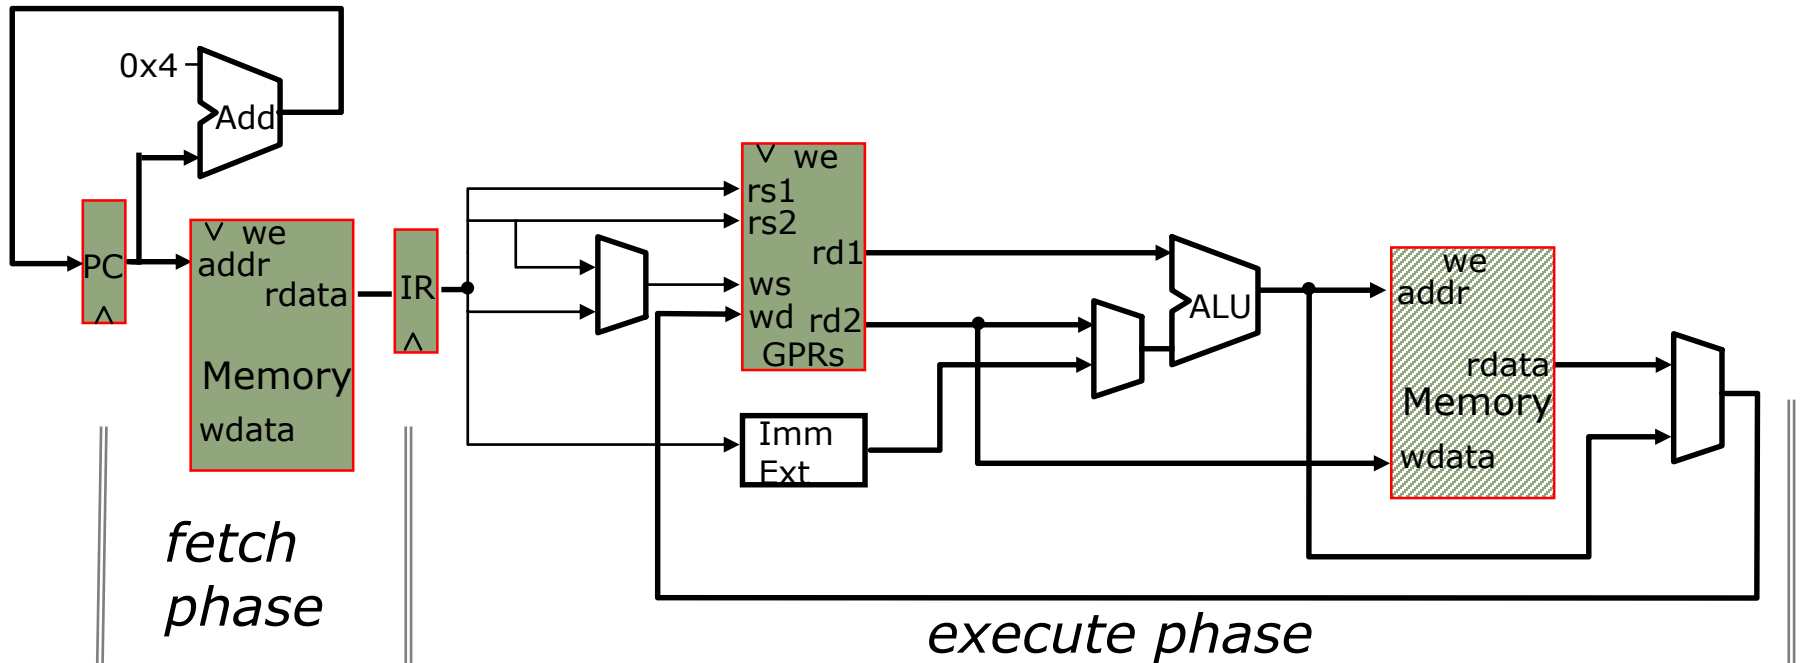 0x4
Add
PC
we
addr
rdata
Memory
wdata
IR
we
rs1
rs2
rd1
ws
wd
rd2
GPRs
Imm
Ext
ALU
we
addr
rdata
Memory
wdata
fetch
phase
execute phase